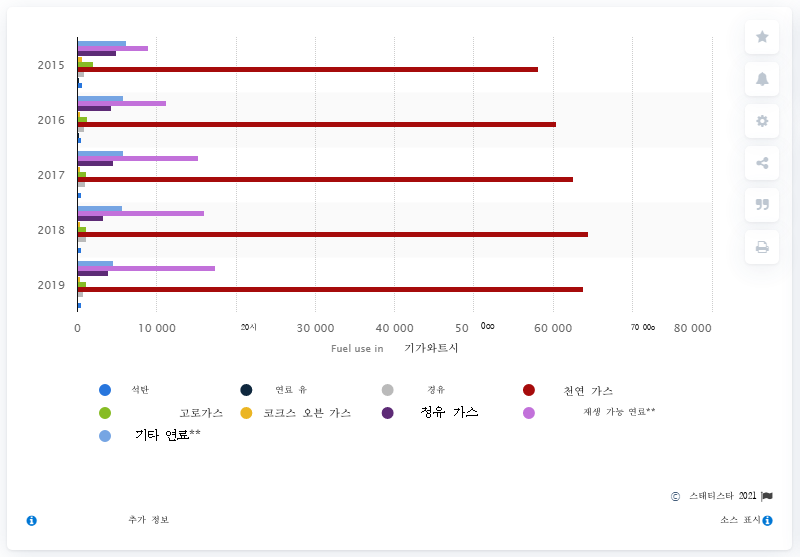 2015
2016
2017
2018
2019
0 10 000 20시 30 000 40 000 50 0oo 60 000 70 00o 80 000
Fuel use in 기가와트시
석탄 연료 유 경유 천연 가스
고로가스 코크스 오븐 가스 정유 가스 재생 가능 연료**
기타 연료**
© 스태티스타 2021
추가 정보 소스 표시